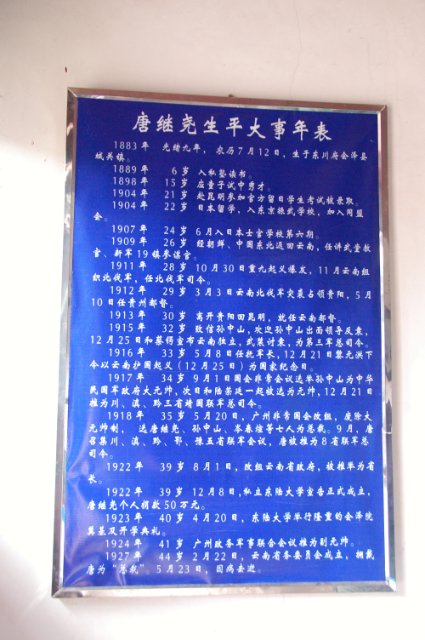 唐继尧生平大事年表
1883年 光绪九年，农历7月12日，生于东川府会泽县
城关镇。
1889年 6岁 入私塾读书。
1898年 15岁 应童子试中秀才。
1904年 21岁 赴昆明参加官方留日学生考试被录取。
1904年 22岁 日本留学，入东京振武学校，加入同盟
会。
1907年 24岁 6月入日本士官学校第六期。
1909年 26岁 经朝鲜、中国东北返回云南，任讲武堂教
官、新军19镇参谋官。
1911年 28岁 10月30日重九起义爆发，11月云南组
织北伐军，任北伐军司令。
1912年 29岁 3月3日云南北伐军突袭占领贵阳，5月
10日任贵州都督。
1913年 30岁 离开贵阳回昆明，就任云南都督。
1915年 32岁 致信孙中山，欢迎孙中山出面领导反袁，
12月25日和蔡锷宣布云南独立，武装讨袁，为第三军总司令。
1916年 33岁 5月8日任抚军长，12月21日黎元洪下
令以云南护国起义（12月25日）为国家纪念日。
1917年 34岁 9月1日国会非常会议选举孙中山为中华
民国军政府大元帅，次日和陆荣廷一起被选为元帅，12月21日
推为川、滇、黔三省靖国联军总司令。
1918年 35岁 5月20日，广州非常国会改组，废除大
元帅制， 选唐继尧、孙中山、岑春煊等七人为总裁。9月，唐
召集川、滇、黔、鄂、豫五省联军会议，唐被推为8省联军总
司令。
1922年 39岁 8月1日，改组云南省政府，被推举为省
长。
1922年 39岁 12月8日，私立东陆大学宣告正式成立，
唐继尧个人捐款50万元。
1923年 40岁 4月20日，东陆大学举行隆重的会泽院
奠基及开学典礼。
1924年 41岁 广州政务军事联合会议推为副元帅。
1927年 44岁 2月22日，云南省务委员会成立，拥戴
唐为“总裁” 5月23日，因病去逝。